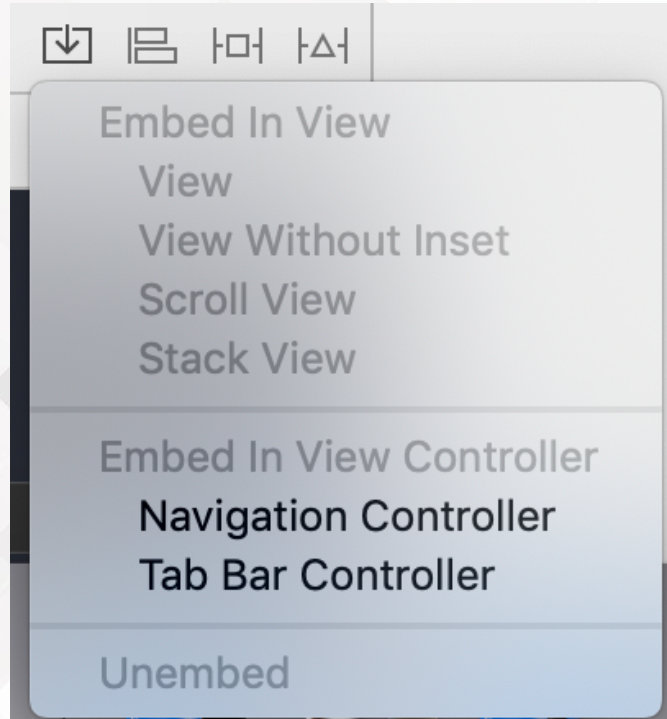 Embed In View
View
View Without Inset
Scroll View
Stack View
Embed In View Controller
Navigation Controller
Tab Bar Controller
Unembed